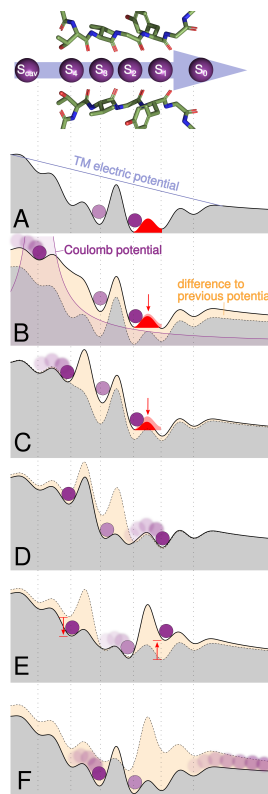 Scav S4 S3 S2 S1 S0
TM electric potential
A
Coulomb potential
difference to
previous potential
B
C
D
E
F